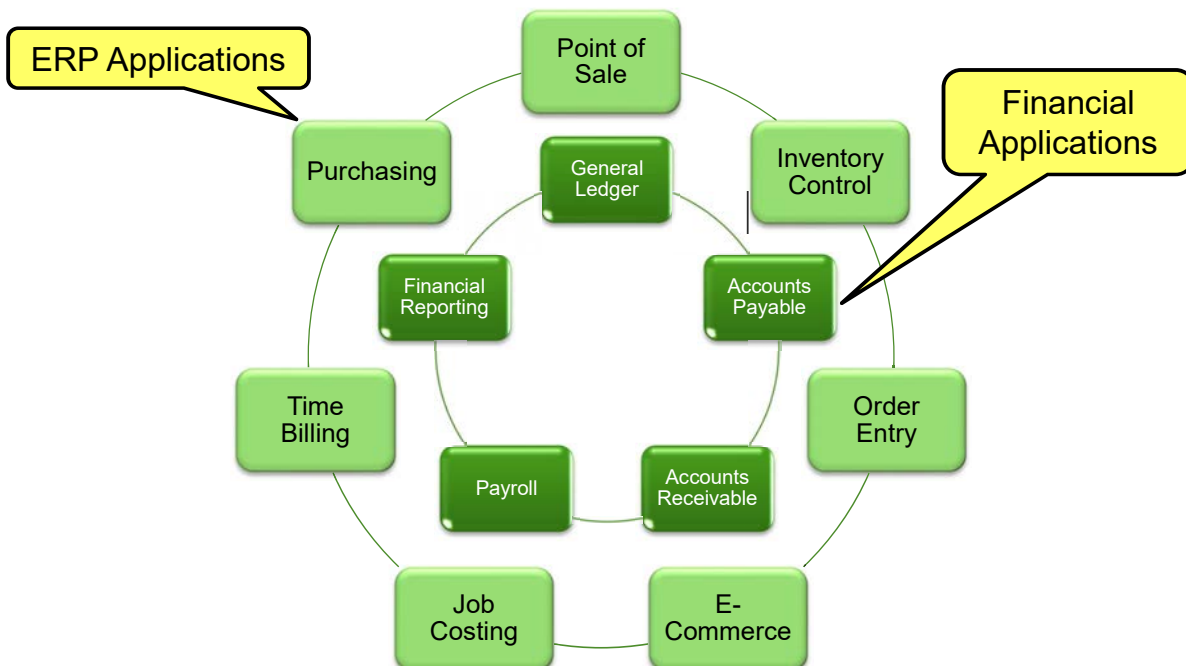 ERP Applications
Point of
Sale
Financial
Applications
Purchasing
General
Ledger
Inventory
Control
Financial
Reporting
Accounts
Payable
Time
Billing
Order
Entry
Payroll
Accounts
Receivable
Job
Costing
E-
Commerce